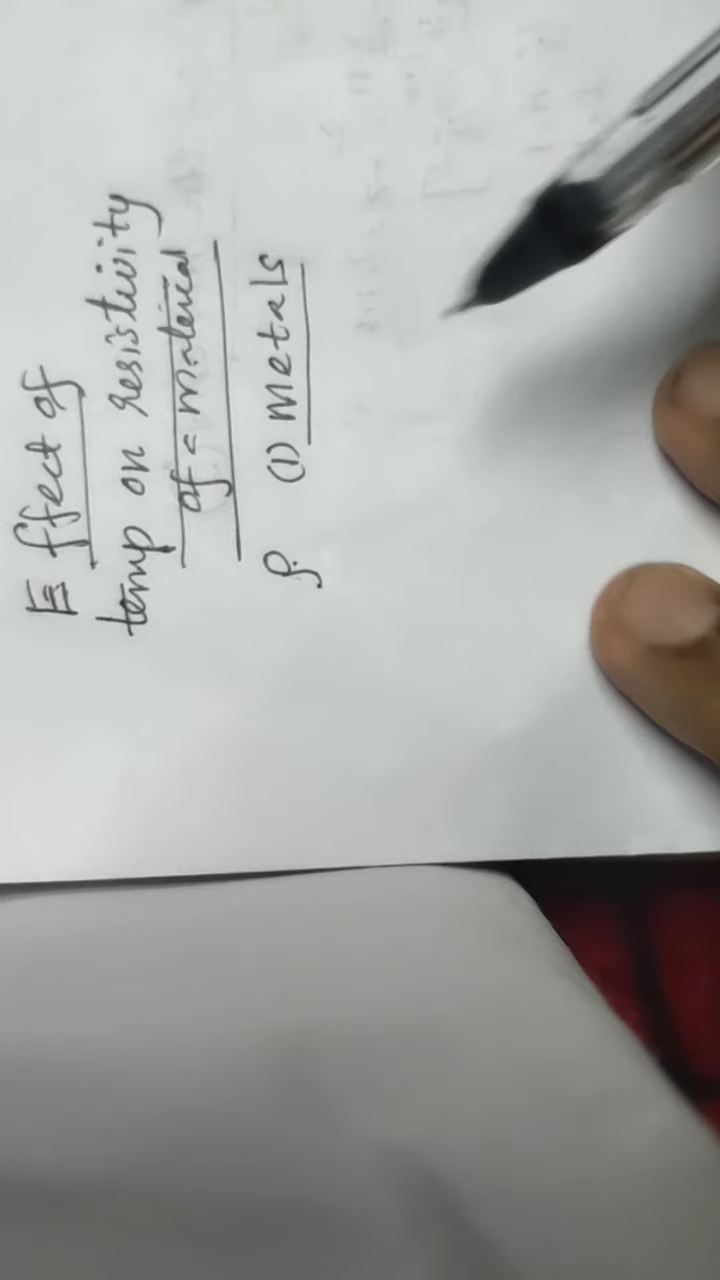 Effect of
temp on resistivity
of = material
ρ. (1) metals